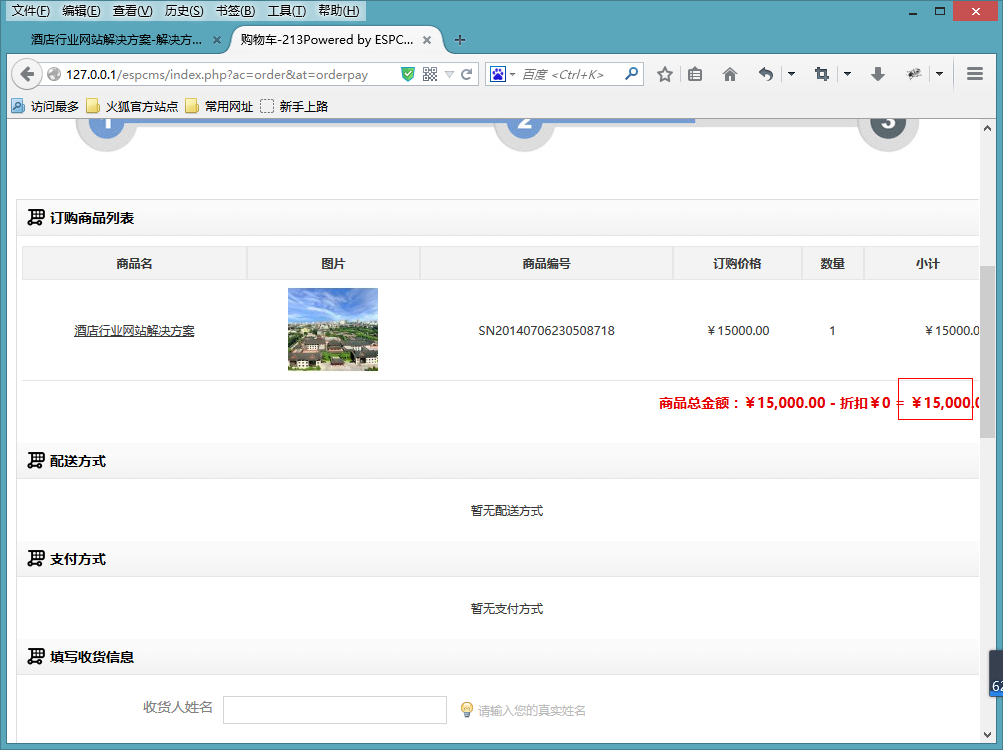 文件(F) 编辑(E) 查看(V) 历史(S) 书签(B) 工具(T) 帮助(H)
酒店行业网站解决方案-解决方... 购物车-213Powered by ESPC...
127.0.0.1/espcms/index.php?ac=order&at=orderpay 百度 <Ctrl+K>
访问最多 火狐官方站点 常用网址 新手上路
1 2 3
订购商品列表
商品名 图片 商品编号 订购价格 数量 小计
酒店行业网站解决方案 SN20140706230508718 ￥15000.00 1 ￥15000.0
商品总金额：￥15,000.00 - 折扣￥0 = ￥15,000.0
配送方式
暂无配送方式
支付方式
暂无支付方式
填写收货信息
收货人姓名 请输入您的真实姓名
62